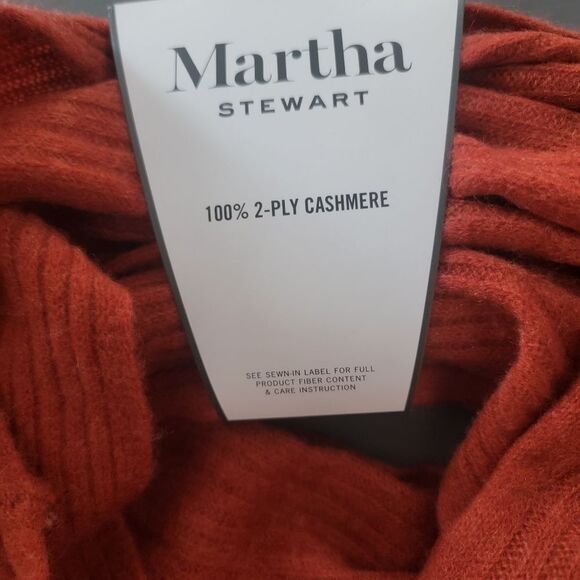 Martha
STEWART
100% 2-PLY CASHMERE
SEE SEWN-IN LABEL FOR FULL
PRODUCT FIBER CONTENT
& CARE INSTRUCTION